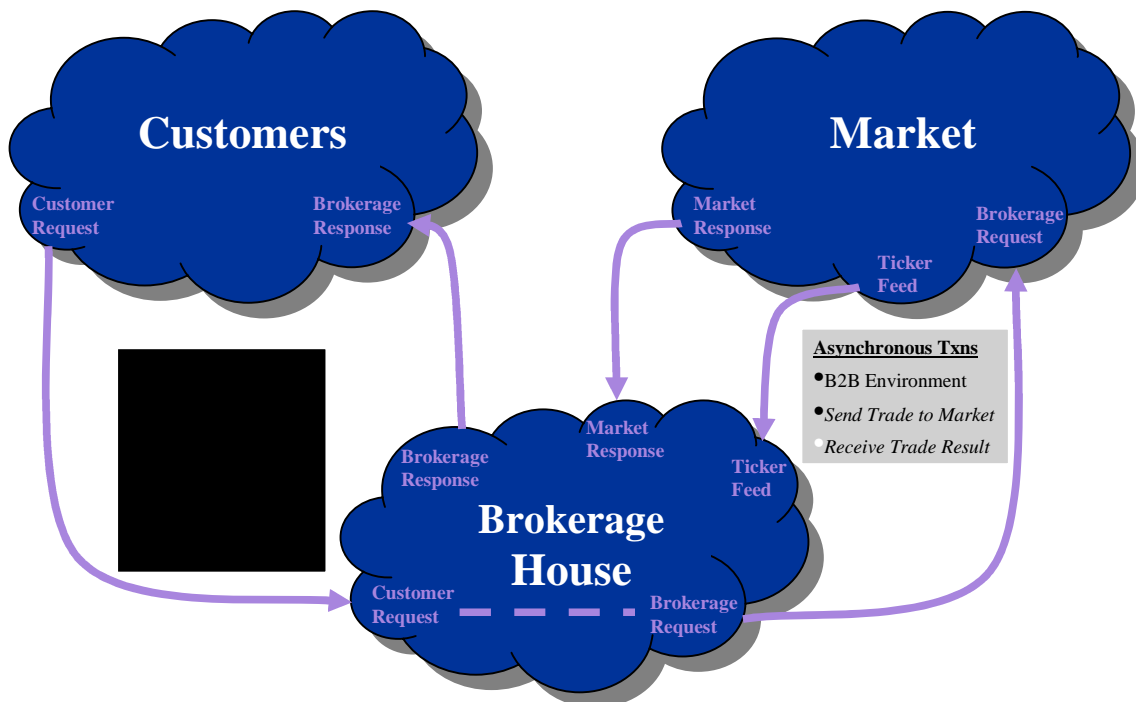 Customers
Customer
Request
Brokerage
Response
Market
Market
Response
Brokerage
Request
Ticker
Feed
Asynchronous Txns
•B2B Environment
•Send Trade to Market
•Receive Trade Result
Brokerage
Response
Market
Response
Ticker
Feed
Brokerage
House
Customer
Request
Brokerage
Request